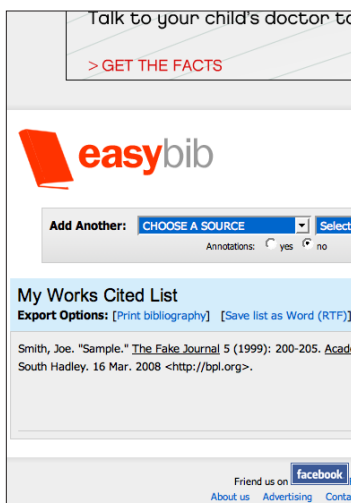 Talk to your child's doctor to
> GET THE FACTS
easybib
Add Another: CHOOSE A SOURCE Select
Annotations: yes no
My Works Cited List
Export Options: [Print bibliography] [Save list as Word (RTF)]
Smith, Joe. "Sample." The Fake Journal 5 (1999): 200-205. Acade
South Hadley. 16 Mar. 2008 <http://bpl.org>.
Friend us on facebook
About us Advertising Conta